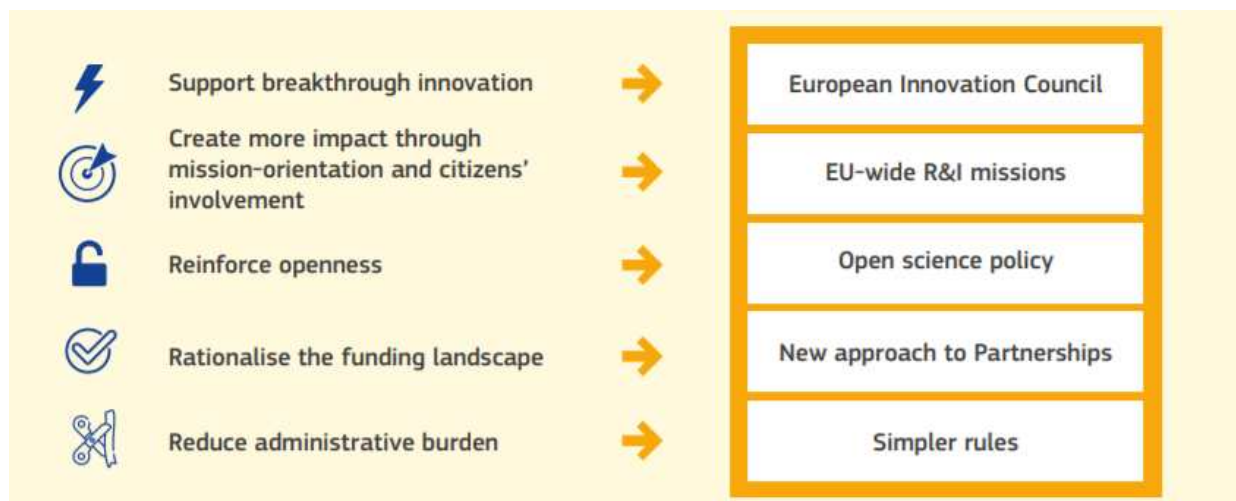 Support breakthrough innovation
European Innovation Council
Create more impact through
mission-orientation and citizens'
involvement
EU-wide R&I missions
Reinforce openness
Open science policy
Rationalise the funding landscape
New approach to Partnerships
Reduce administrative burden
Simpler rules